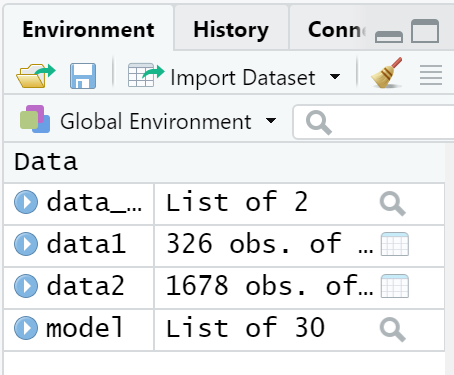 Environment History Conn
Import Dataset
Global Environment
Data
data_... List of 2
data1 326 obs. of ...
data2 1678 obs. of...
model List of 30